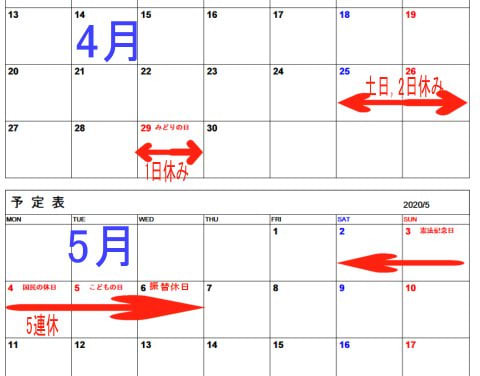 13 14 15 16 17 18 19
4月
20 21 22 23 24 25 26
土日,2日休み
27 28 29 みどりの日 30
1日休み
予定表 2020/5
MON TUE WED THU FRI SAT SUN
1 2 3 憲法記念日
5月
4 国民の休日 5 こどもの日 6 振替休日 7 8 9 10
5連休
11 12 13 14 15 16 17